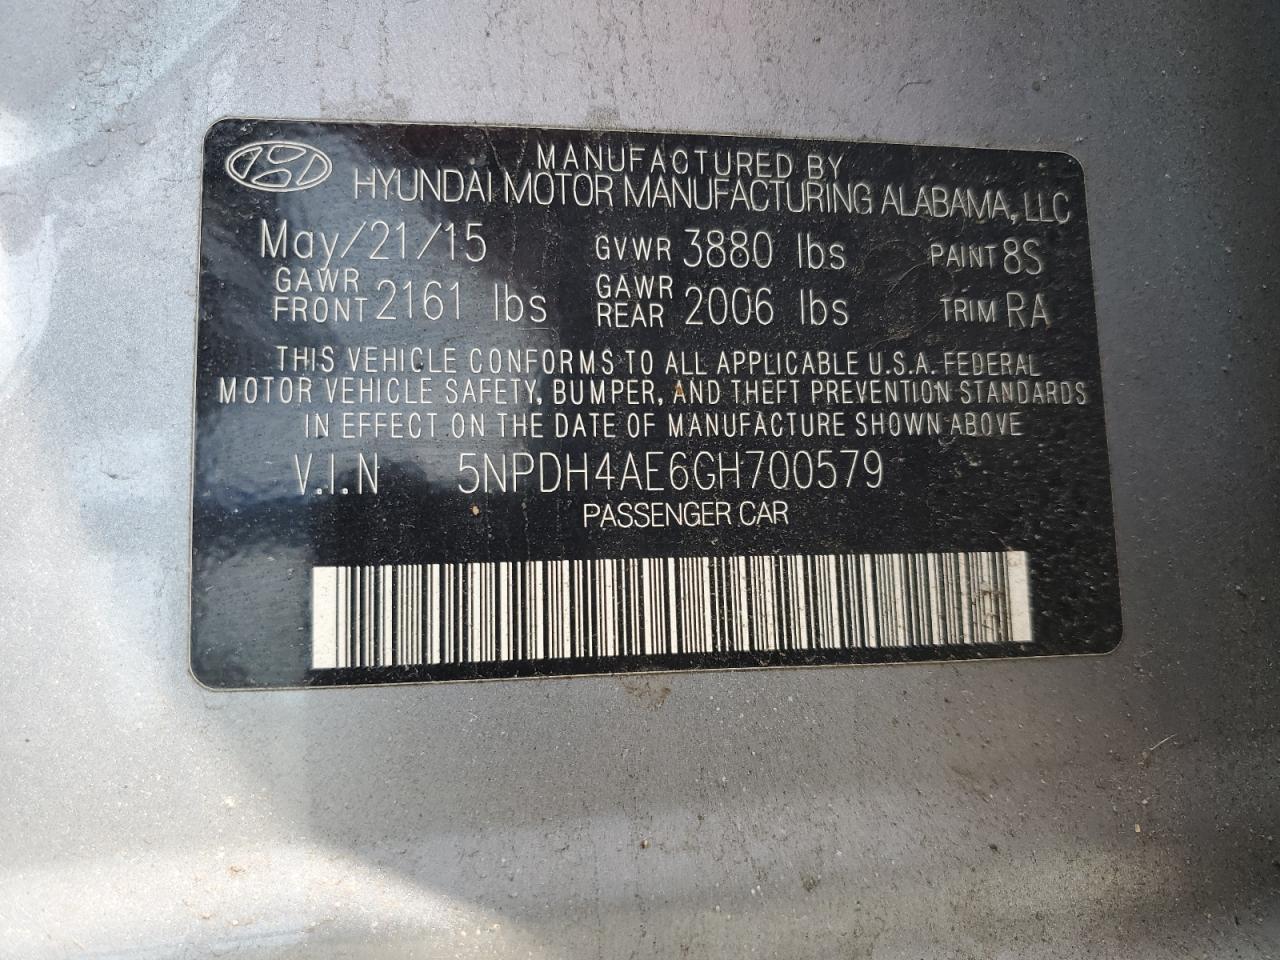 MANUFACTURED BY
HYUNDAI MOTOR MANUFACTURING ALABAMA, LLC
May/21/15 GVWR 3880 lbs PAINT 8S
GAWR FRONT 2161 lbs GAWR REAR 2006 lbs TRIM RA
THIS VEHICLE CONFORMS TO ALL APPLICABLE U.S.A. FEDERAL
MOTOR VEHICLE SAFETY, BUMPER, AND THEFT PREVENTION STANDARDS
IN EFFECT ON THE DATE OF MANUFACTURE SHOWN ABOVE
V.I.N 5NPDH4AE6GH700579
PASSENGER CAR